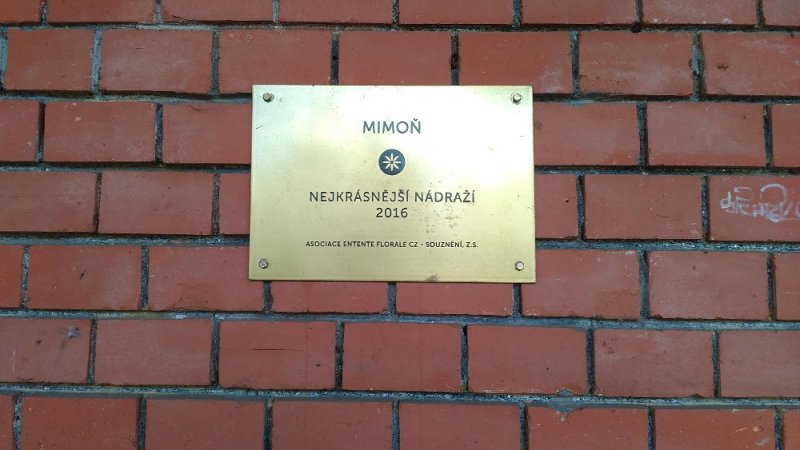 MIMOŇ
NEJKRÁSNĚJŠÍ NÁDRAŽÍ
2016
ASOCIACE ENTENTE FLORALE CZ - SOUZNĚNÍ, Z.S.